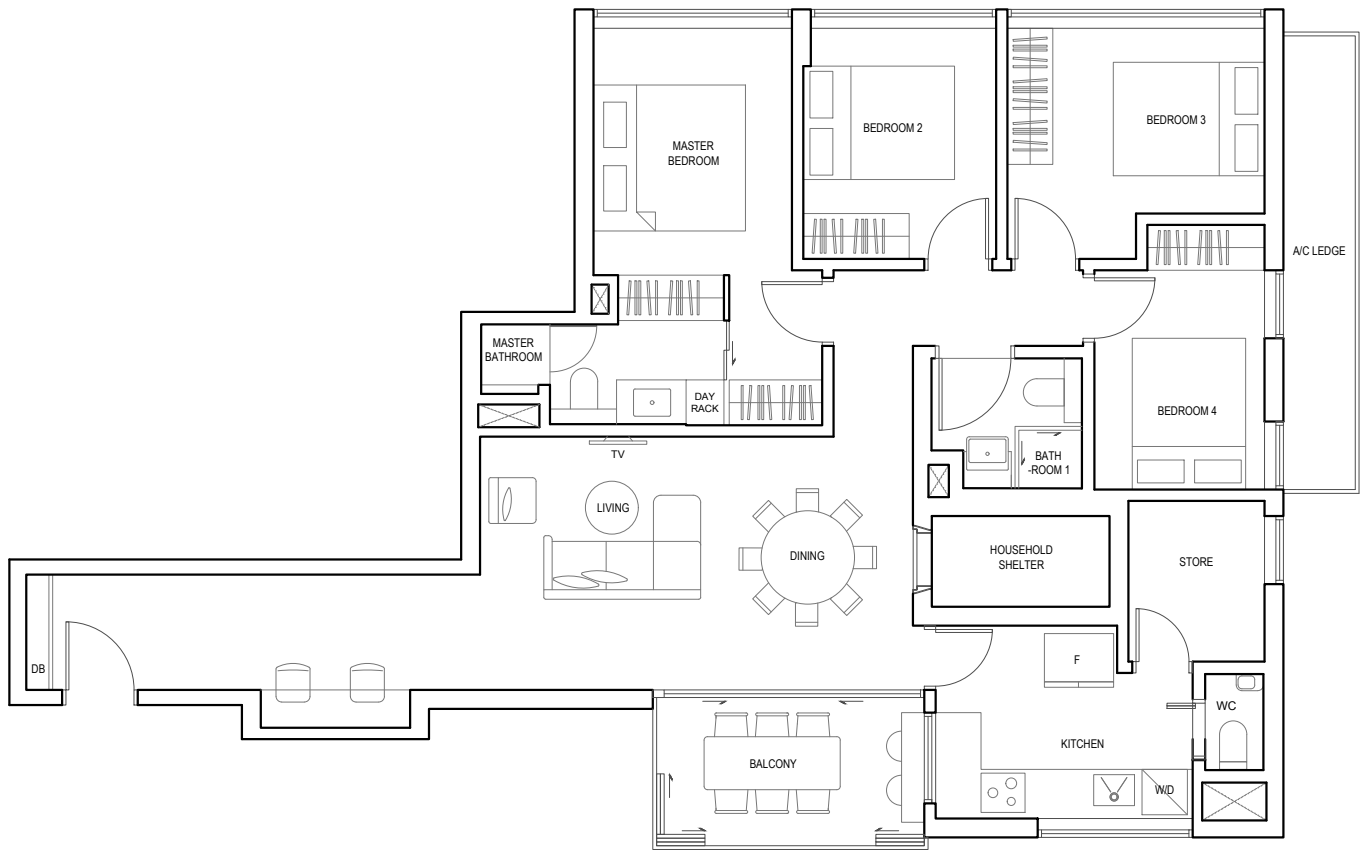 BEDROOM 2
BEDROOM 3
MASTER
BEDROOM
A/C LEDGE
MASTER
BATHROOM
DAY
RACK
BEDROOM 4
TV
BATH
-ROOM 1
LIVING
DINING
HOUSEHOLD
SHELTER
STORE
DB
F
WC
KITCHEN
BALCONY
W/D